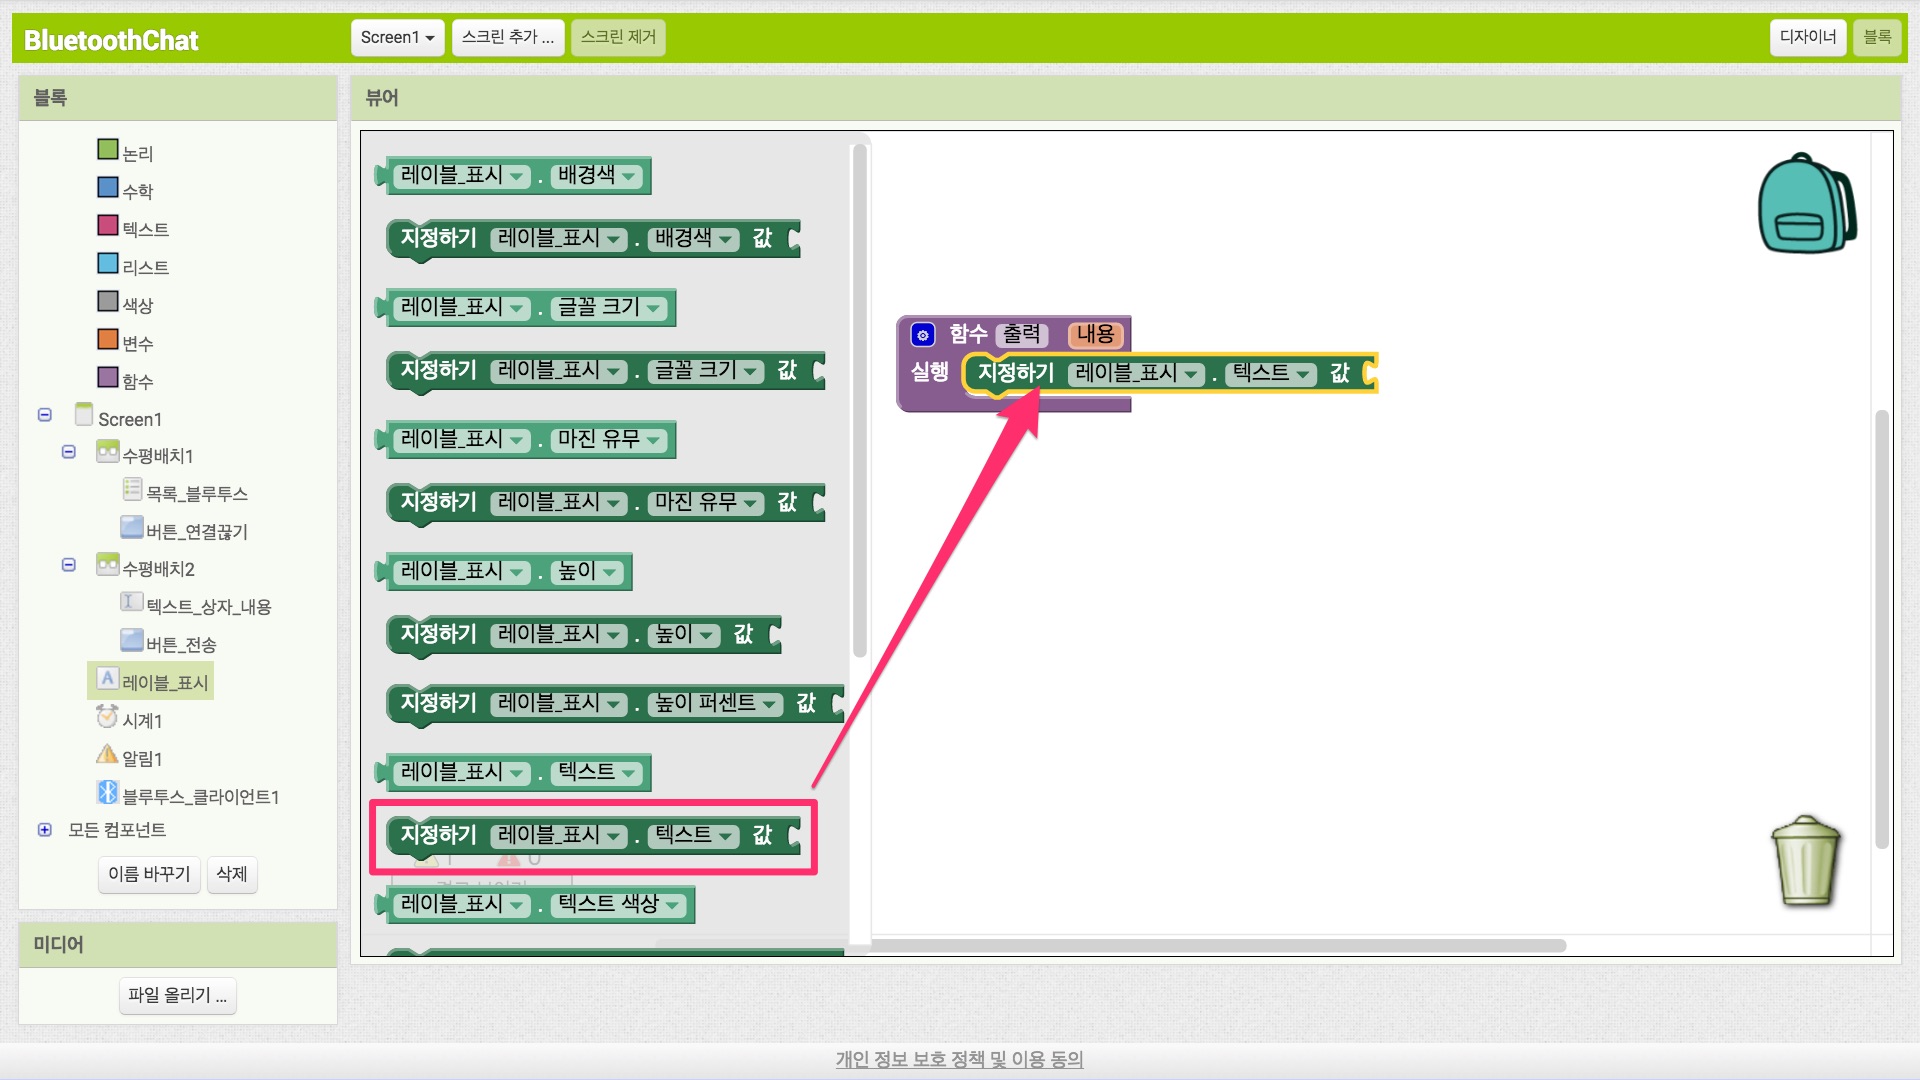 BluetoothChat
Screen1
스크린 추가 ...
스크린 제거
디자이너
블록
블록
논리
수학
텍스트
리스트
색상
변수
함수
Screen1
수평배치1
목록_블루투스
버튼_연결끊기
수평배치2
텍스트_상자_내용
버튼_전송
레이블_표시
시계1
알림1
블루투스_클라이언트1
모든 컴포넌트
이름 바꾸기
삭제
미디어
파일 올리기 ...
뷰어
레이블_표시 . 배경색
지정하기 레이블_표시 . 배경색 값
레이블_표시 . 글꼴 크기
지정하기 레이블_표시 . 글꼴 크기 값
레이블_표시 . 마진 유무
지정하기 레이블_표시 . 마진 유무 값
레이블_표시 . 높이
지정하기 레이블_표시 . 높이 값
지정하기 레이블_표시 . 높이 퍼센트 값
레이블_표시 . 텍스트
지정하기 레이블_표시 . 텍스트 값
레이블_표시 . 텍스트 색상
함수 출력 내용
실행 지정하기 레이블_표시 . 텍스트 값
개인 정보 보호 정책 및 이용 동의